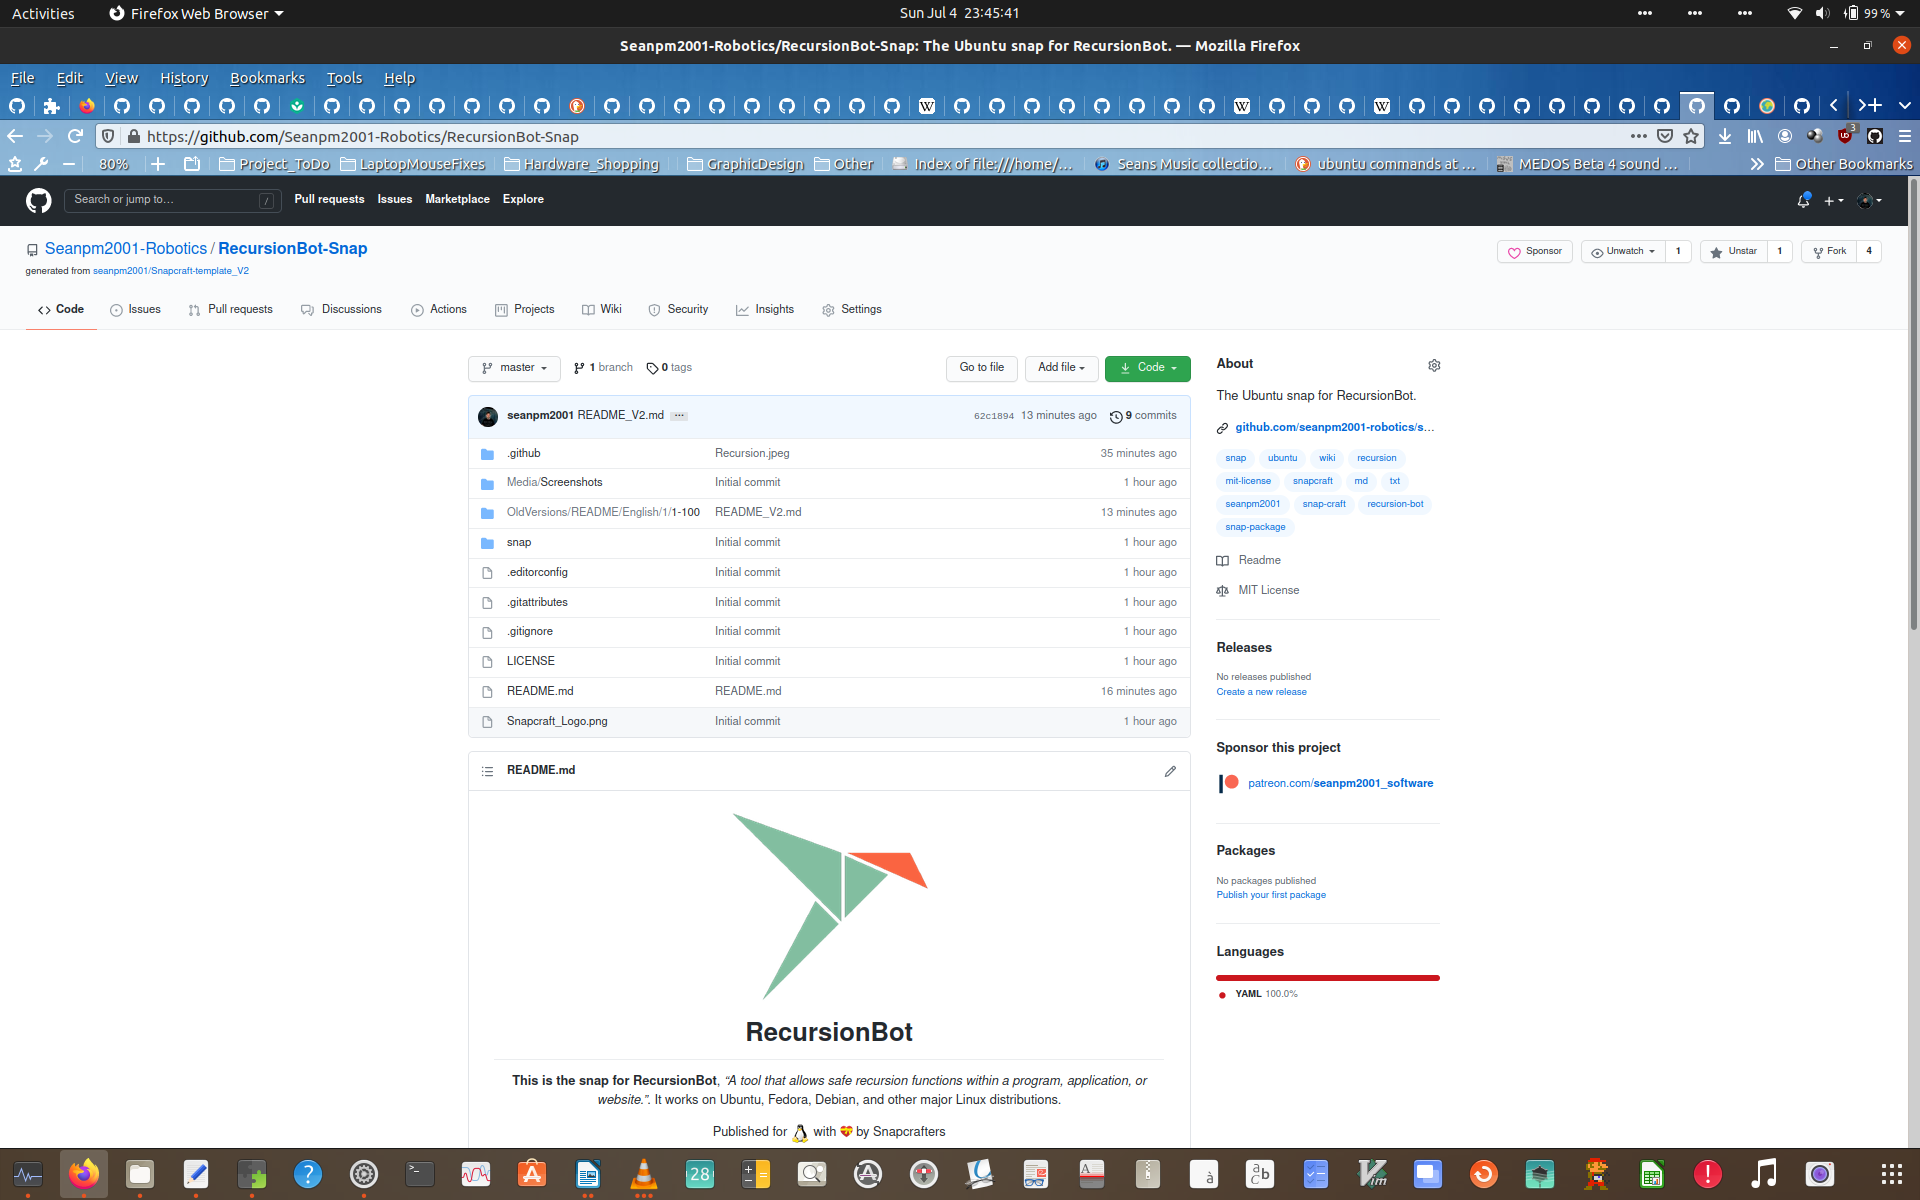 Activities Firefox Web Browser Sun Jul 4 23:45:41 99 %
Seanpm2001-Robotics/RecursionBot-Snap: The Ubuntu snap for RecursionBot. — Mozilla Firefox
File Edit View History Bookmarks Tools Help
https://github.com/Seanpm2001-Robotics/RecursionBot-Snap 3
80% Project_ToDo LaptopMouseFixes Hardware_Shopping GraphicDesign Other Index of file:///home/… Seans Music collectio… ubuntu commands at … MEDOS Beta 4 sound … Other Bookmarks
Search or jump to… / Pull requests Issues Marketplace Explore
Seanpm2001-Robotics / RecursionBot-Snap Sponsor Unwatch 1 Unstar 1 Fork 4
generated from seanpm2001/Snapcraft-template_V2
Code Issues Pull requests Discussions Actions Projects Wiki Security Insights Settings
master 1 branch 0 tags Go to file Add file Code
seanpm2001 README_V2.md … 62c1894 13 minutes ago 9 commits
.github Recursion.jpeg 35 minutes ago
Media/Screenshots Initial commit 1 hour ago
OldVersions/README/English/1/1-100 README_V2.md 13 minutes ago
snap Initial commit 1 hour ago
.editorconfig Initial commit 1 hour ago
.gitattributes Initial commit 1 hour ago
.gitignore Initial commit 1 hour ago
LICENSE Initial commit 1 hour ago
README.md README.md 16 minutes ago
Snapcraft_Logo.png Initial commit 1 hour ago
README.md
RecursionBot
This is the snap for RecursionBot, “A tool that allows safe recursion functions within a program, application, or
website.”. It works on Ubuntu, Fedora, Debian, and other major Linux distributions.
Published for with by Snapcrafters
About
The Ubuntu snap for RecursionBot.
github.com/seanpm2001-robotics/s…
snap ubuntu wiki recursion
mit-license snapcraft md txt
seanpm2001 snap-craft recursion-bot
snap-package
Readme
MIT License
Releases
No releases published
Create a new release
Sponsor this project
patreon.com/seanpm2001_software
Packages
No packages published
Publish your first package
Languages
YAML 100.0%
28